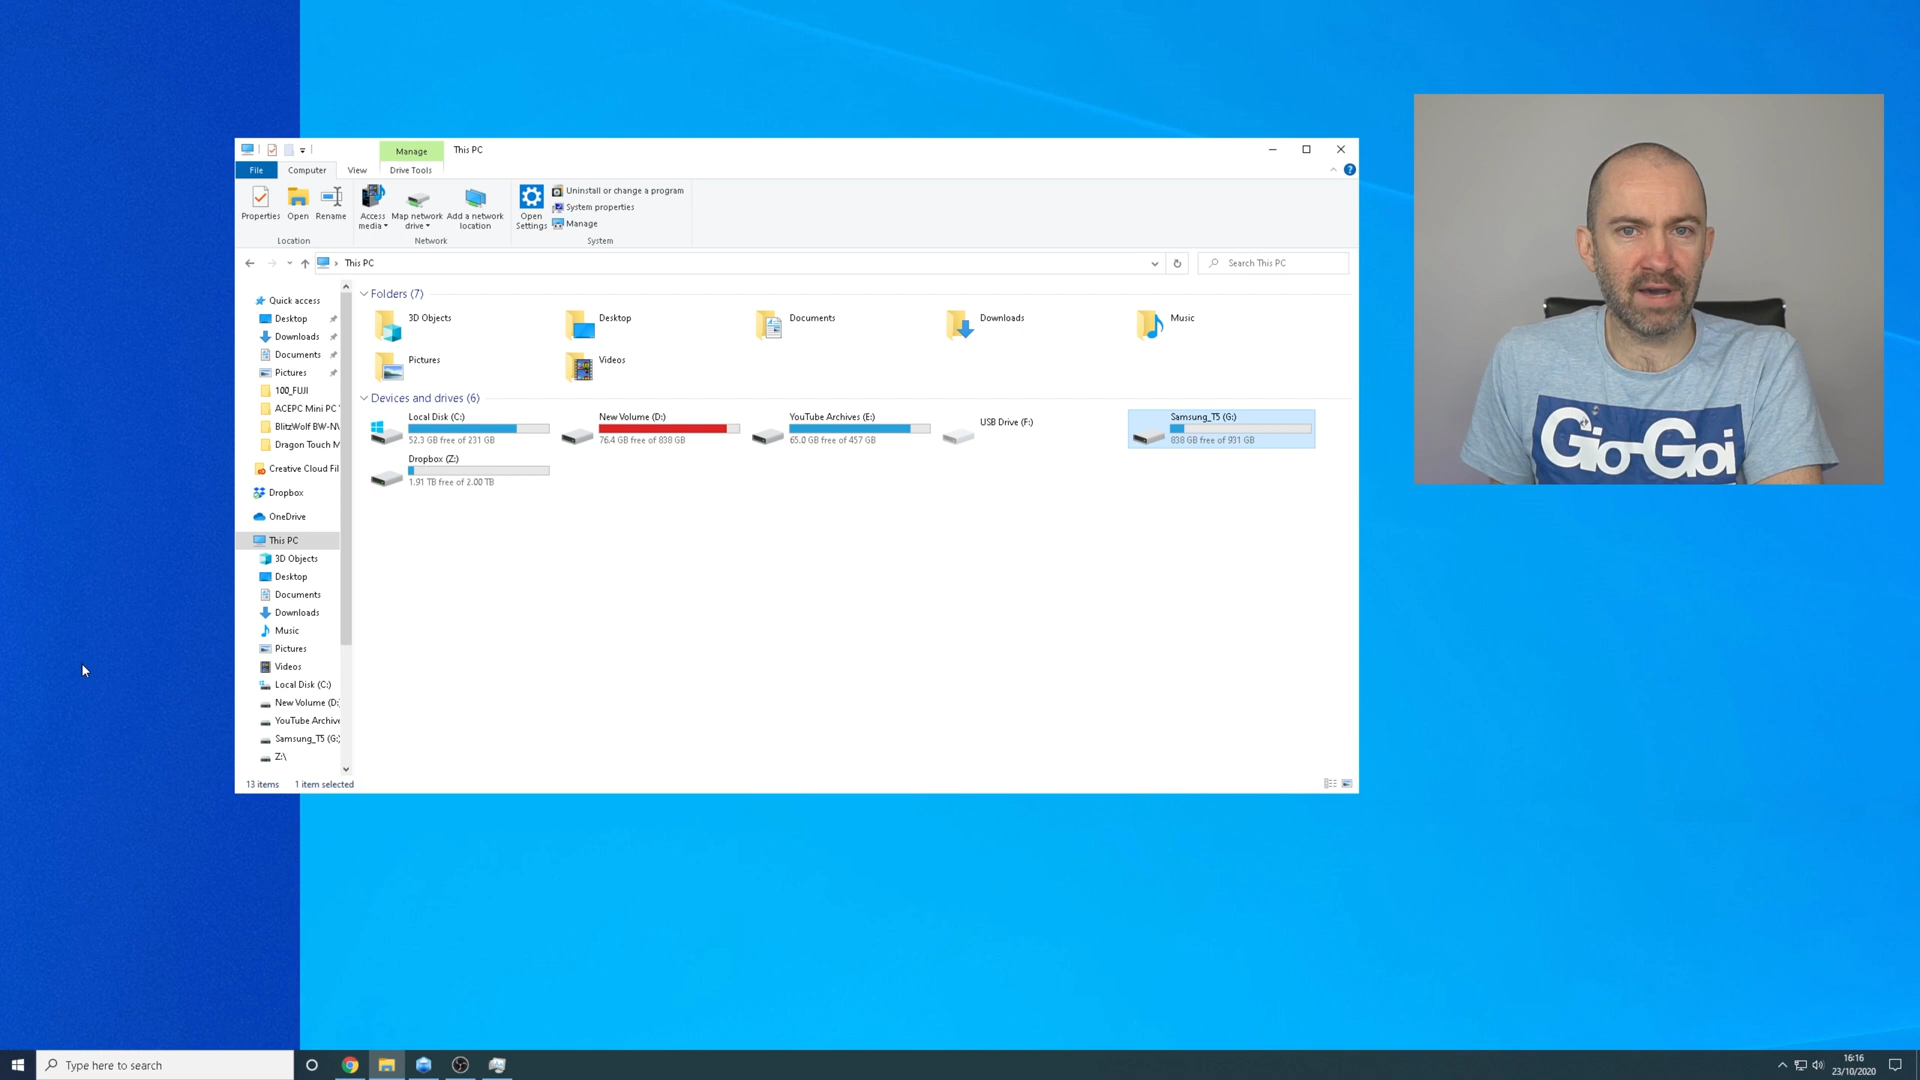 Manage
This PC
File
Computer
View
Drive Tools
Properties
Open
Rename
Access media
Map network drive
Add a network location
Open Settings
Uninstall or change a program
System properties
Manage
Location
Network
System
This PC
Search This PC
Quick access
Desktop
Downloads
Documents
Pictures
100_FUJI
ACEPC Mini PC
BlitzWolf BW-N
Dragon Touch M
Creative Cloud Fil
Dropbox
OneDrive
This PC
3D Objects
Desktop
Documents
Downloads
Music
Pictures
Videos
Local Disk (C:)
New Volume (D:
YouTube Archive
Samsung_T5 (G:)
Z:\
Folders (7)
3D Objects
Desktop
Documents
Downloads
Music
Pictures
Videos
Devices and drives (6)
Local Disk (C:)
52.3 GB free of 231 GB
New Volume (D:)
76.4 GB free of 838 GB
YouTube Archives (E:)
65.0 GB free of 457 GB
USB Drive (F:)
Samsung_T5 (G:)
838 GB free of 931 GB
Dropbox (Z:)
1.91 TB free of 2.00 TB
13 items
1 item selected
Gio-Goi
Type here to search
16:16
23/10/2020